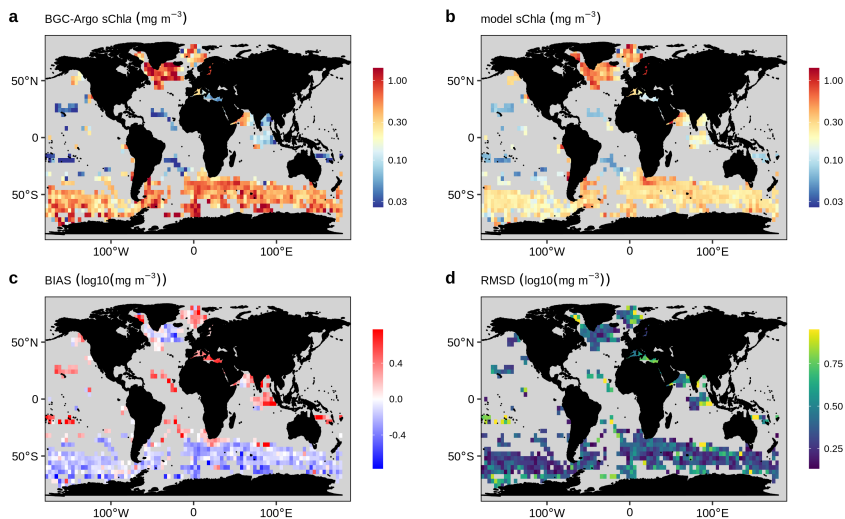 a BGC-Argo sChla (mg m−3)
50°N
0
50°S
100°W 0 100°E
1.00
0.30
0.10
0.03
b model sChla (mg m−3)
50°N
0
50°S
100°W 0 100°E
1.00
0.30
0.10
0.03
c BIAS (log10(mg m−3))
50°N
0
50°S
100°W 0 100°E
0.4
0.0
-0.4
d RMSD (log10(mg m−3))
50°N
0
50°S
100°W 0 100°E
0.75
0.50
0.25